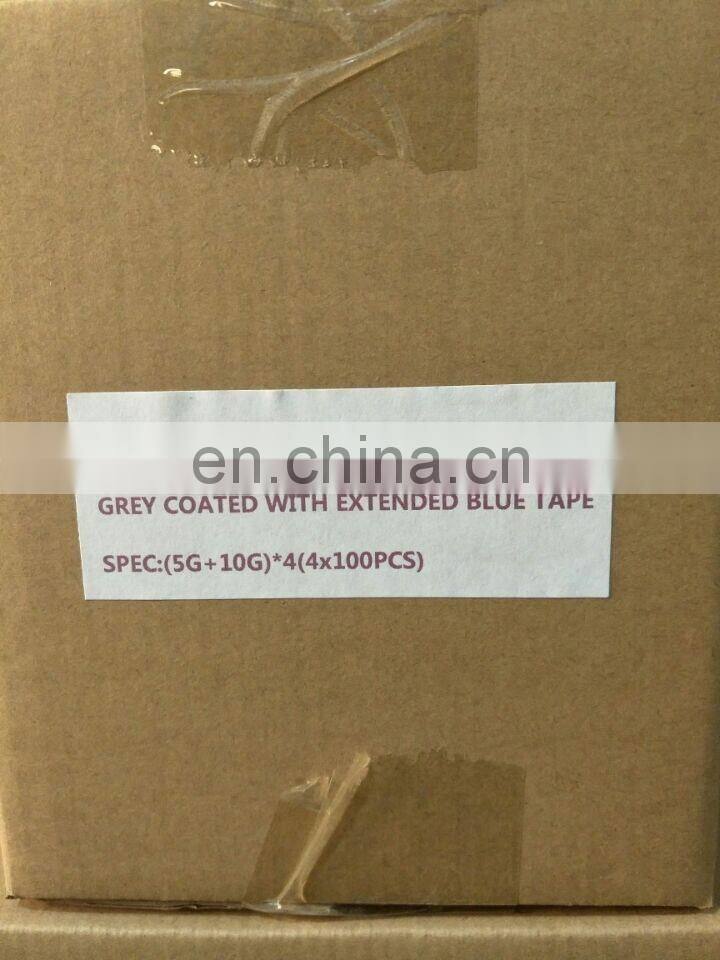 en.china.cn
GREY COATED WITH EXTENDED BLUE TAPE
SPEC:(5G+10G)*4(4x100PCS)